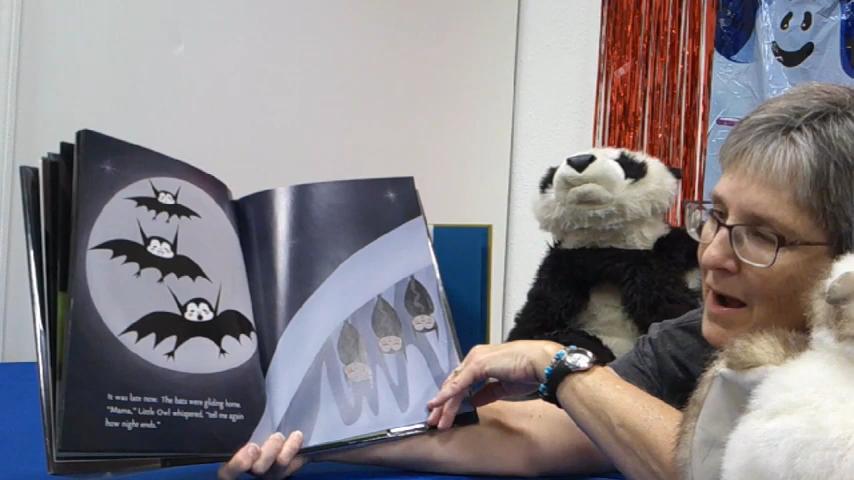 It was late now. The bats were gliding home.
"Mama," Little Owl whispered, "tell me again
how night ends."